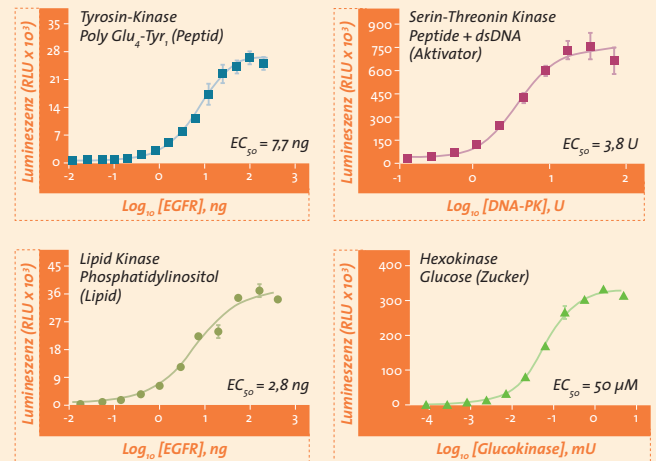 Tyrosin-Kinase
Poly Glu₄-Tyr₁ (Peptid)
Lumineszenz (RLU x 10³)
35
28
21
14
7
0
EC₅₀ = 7,7 ng
-2 -1 0 1 2 3
Log₁₀ [EGFR], ng
Serin-Threonin Kinase
Peptide + dsDNA
(Aktivator)
Lumineszenz (RLU x 10³)
900
750
600
450
300
150
0
EC₅₀ = 3,8 U
-1 0 1 2
Log₁₀ [DNA-PK], U
Lipid Kinase
Phosphatidylinositol
(Lipid)
Lumineszenz (RLU x 10³)
45
36
27
18
9
0
EC₅₀ = 2,8 ng
-2 -1 0 1 2 3
Log₁₀ [EGFR], ng
Hexokinase
Glucose (Zucker)
Lumineszenz (RLU x 10³)
400
300
200
100
0
EC₅₀ = 50 µM
-4 -3 -2 -1 0 1
Log₁₀ [Glucokinase], mU